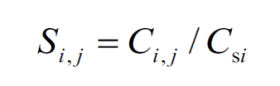 S_{i,j} = C_{i,j} / C_{si}